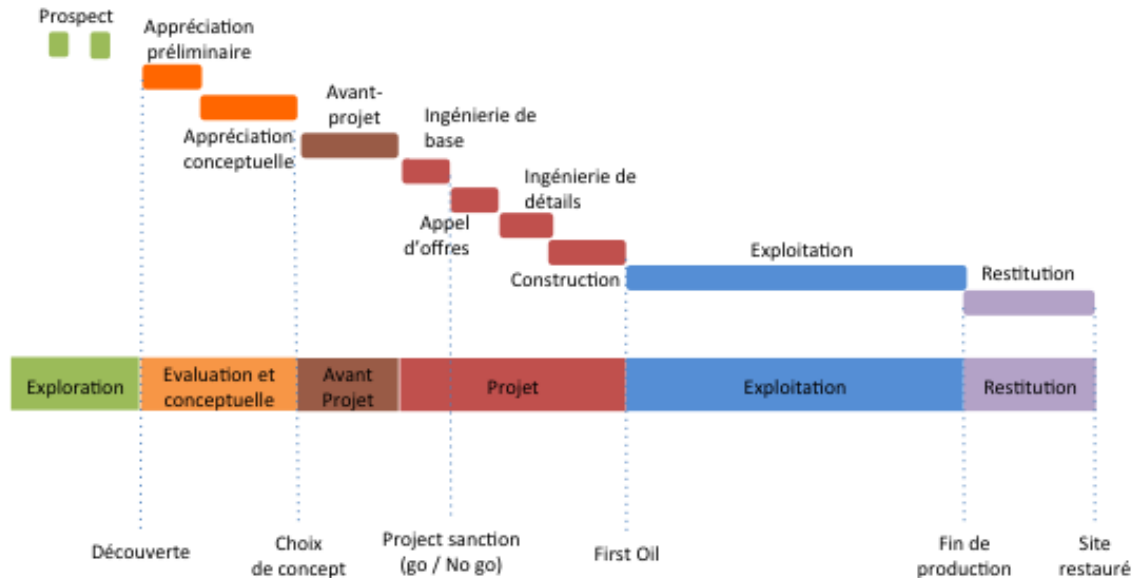 Prospect
Appréciation
préliminaire
Appréciation
conceptuelle
Avant-
projet
Ingénierie de
base
Appel
d'offres
Ingénierie de
détails
Construction
Exploitation
Restitution
Exploration
Evaluation et
conceptuelle
Avant
Projet
Projet
Exploitation
Restitution
Découverte
Choix
de concept
Project sanction
(go / No go)
First Oil
Fin de
production
Site
restauré